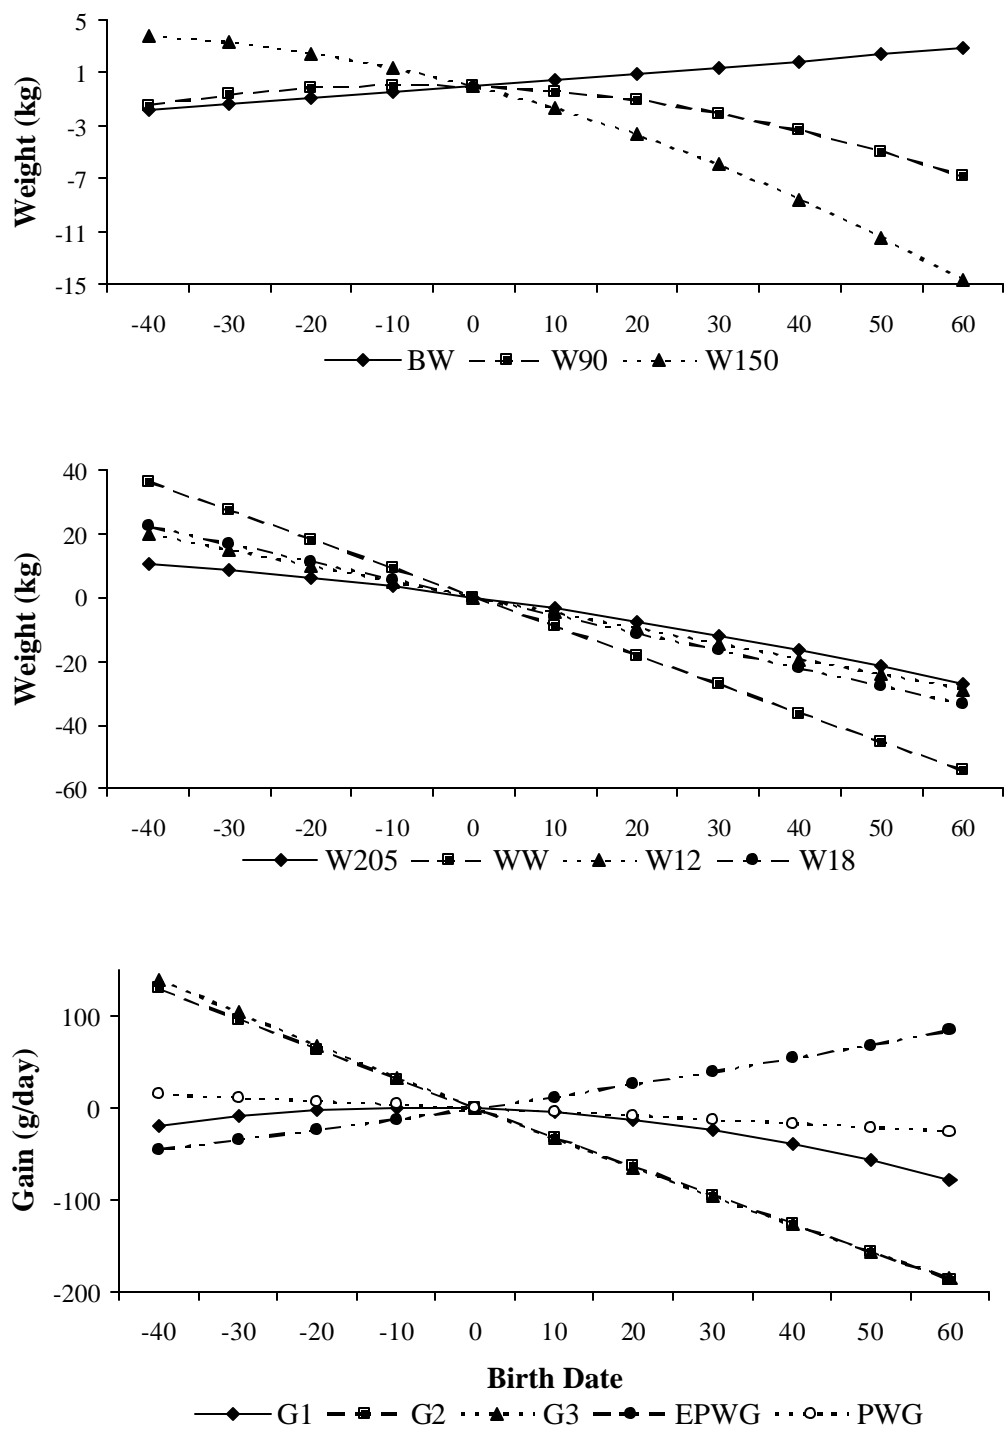 5
1
-3
-7
-11
-15
Weight (kg)
-40 -30 -20 -10 0 10 20 30 40 50 60
BW W90 W150
40
20
0
-20
-40
-60
Weight (kg)
-40 -30 -20 -10 0 10 20 30 40 50 60
W205 WW W12 W18
100
0
-100
-200
Gain (g/day)
-40 -30 -20 -10 0 10 20 30 40 50 60
Birth Date
G1 G2 G3 EPWG PWG